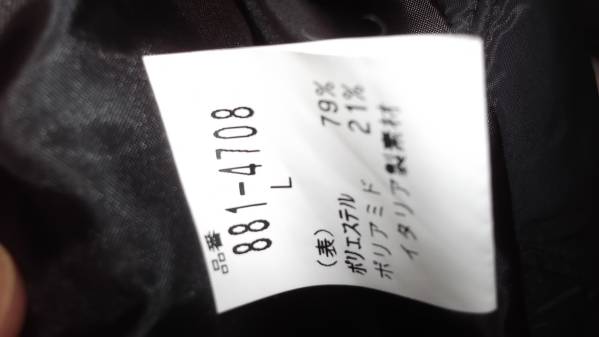 品番
881-4708
L
(表)
ポリエステル 79%
ポリアミド 21%
イタリア製素材